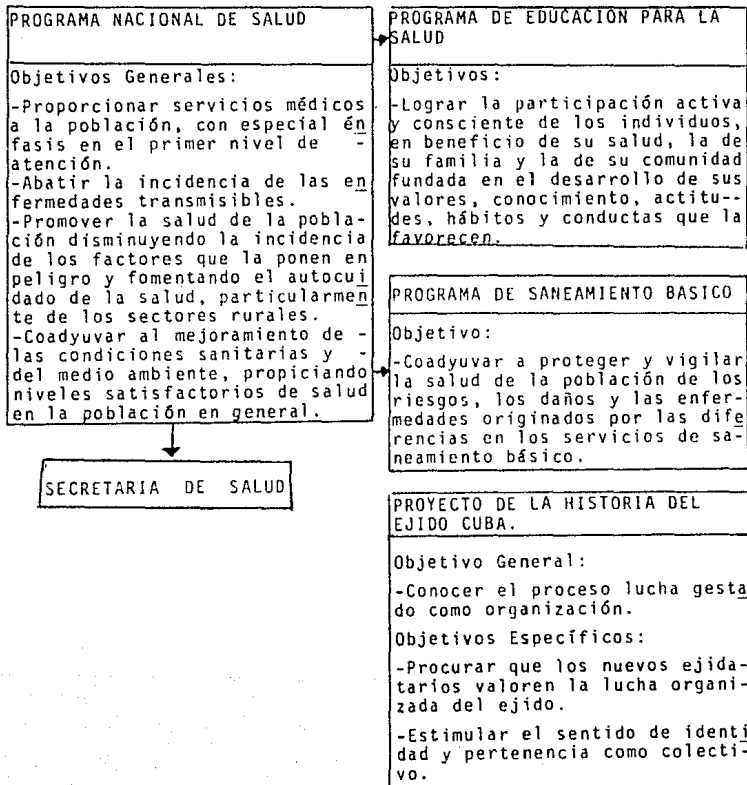 PROGRAMA NACIONAL DE SALUD
Objetivos Generales:
-Proporcionar servicios médicos
a la población, con especial én
fasis en el primer nivel de -
atención.
-Abatir la incidencia de las en
fermedades transmisibles.
-Promover la salud de la pobla-
ción disminuyendo la incidencia
de los factores que la ponen en
peligro y fomentando el autocui
dado de la salud, particularmen
te de los sectores rurales.
-Coadyuvar al mejoramiento de -
las condiciones sanitarias y -
del medio ambiente, propiciando
niveles satisfactorios de salud
en la población en general.
SECRETARIA DE SALUD
PROGRAMA DE EDUCACION PARA LA
SALUD
Objetivos:
-Lograr la participación activa
y consciente de los individuos,
en beneficio de su salud, la de
su familia y la de su comunidad
fundada en el desarrollo de sus
valores, conocimiento, actitu--
des, hábitos y conductas que la
favorecen.
PROGRAMA DE SANEAMIENTO BASICO
Objetivo:
-Coadyuvar a proteger y vigilar
la salud de la población de los
riesgos, los daños y las enfer-
medades originados por las dife
rencias en los servicios de sa-
neamiento básico.
PROYECTO DE LA HISTORIA DEL
EJIDO CUBA.
Objetivo General:
-Conocer el proceso lucha gesta
do como organización.
Objetivos Específicos:
-Procurar que los nuevos ejida-
tarios valoren la lucha organi-
zada del ejido.
-Estimular el sentido de identi
dad y pertenencia como colecti-
vo.